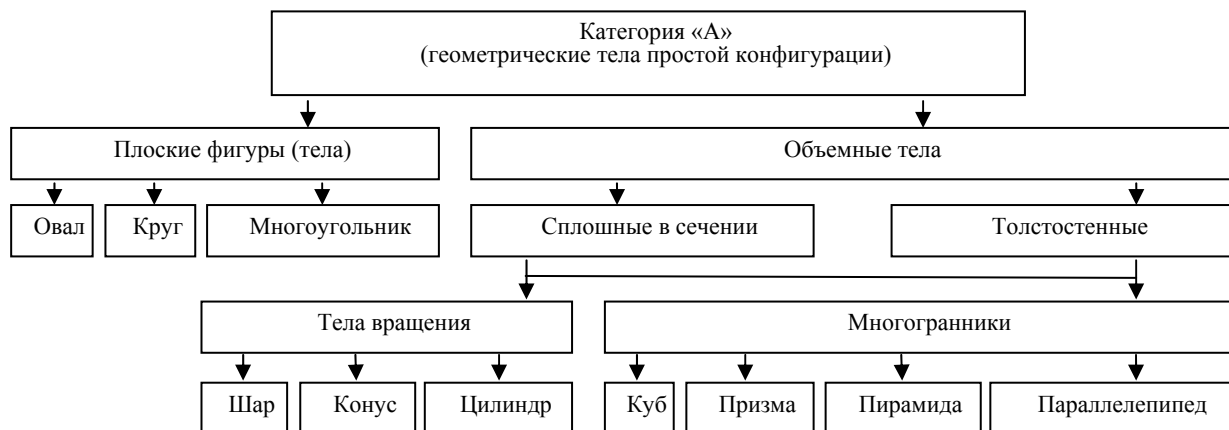 Категория «А»
(геометрические тела простой конфигурации)
Плоские фигуры (тела)
Объемные тела
Овал
Круг
Многоугольник
Сплошные в сечении
Толстостенные
Тела вращения
Многогранники
Шар
Конус
Цилиндр
Куб
Призма
Пирамида
Параллелепипед